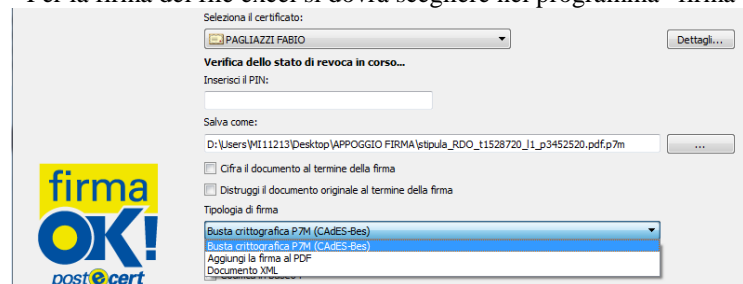 Per la firma dei file excel si dovrà scegliere nel programma "firma
Seleziona il certificato:
PAGLIAZZI FABIO
Dettagli...
Verifica dello stato di revoca in corso...
Inserisci il PIN:
Salva come:
D:\Users\MI11213\Desktop\APPOGGIO FIRMA\stipula_RDO_t1528720_l1_p3452520.pdf.p7m
...
Cifra il documento al termine della firma
Distruggi il documento originale al termine della firma
Tipologia di firma
Busta crittografica P7M (CAdES-Bes)
Busta crittografica P7M (CAdES-Bes)
Aggiungi la firma al PDF
Documento XML
firma
OK!
postecert